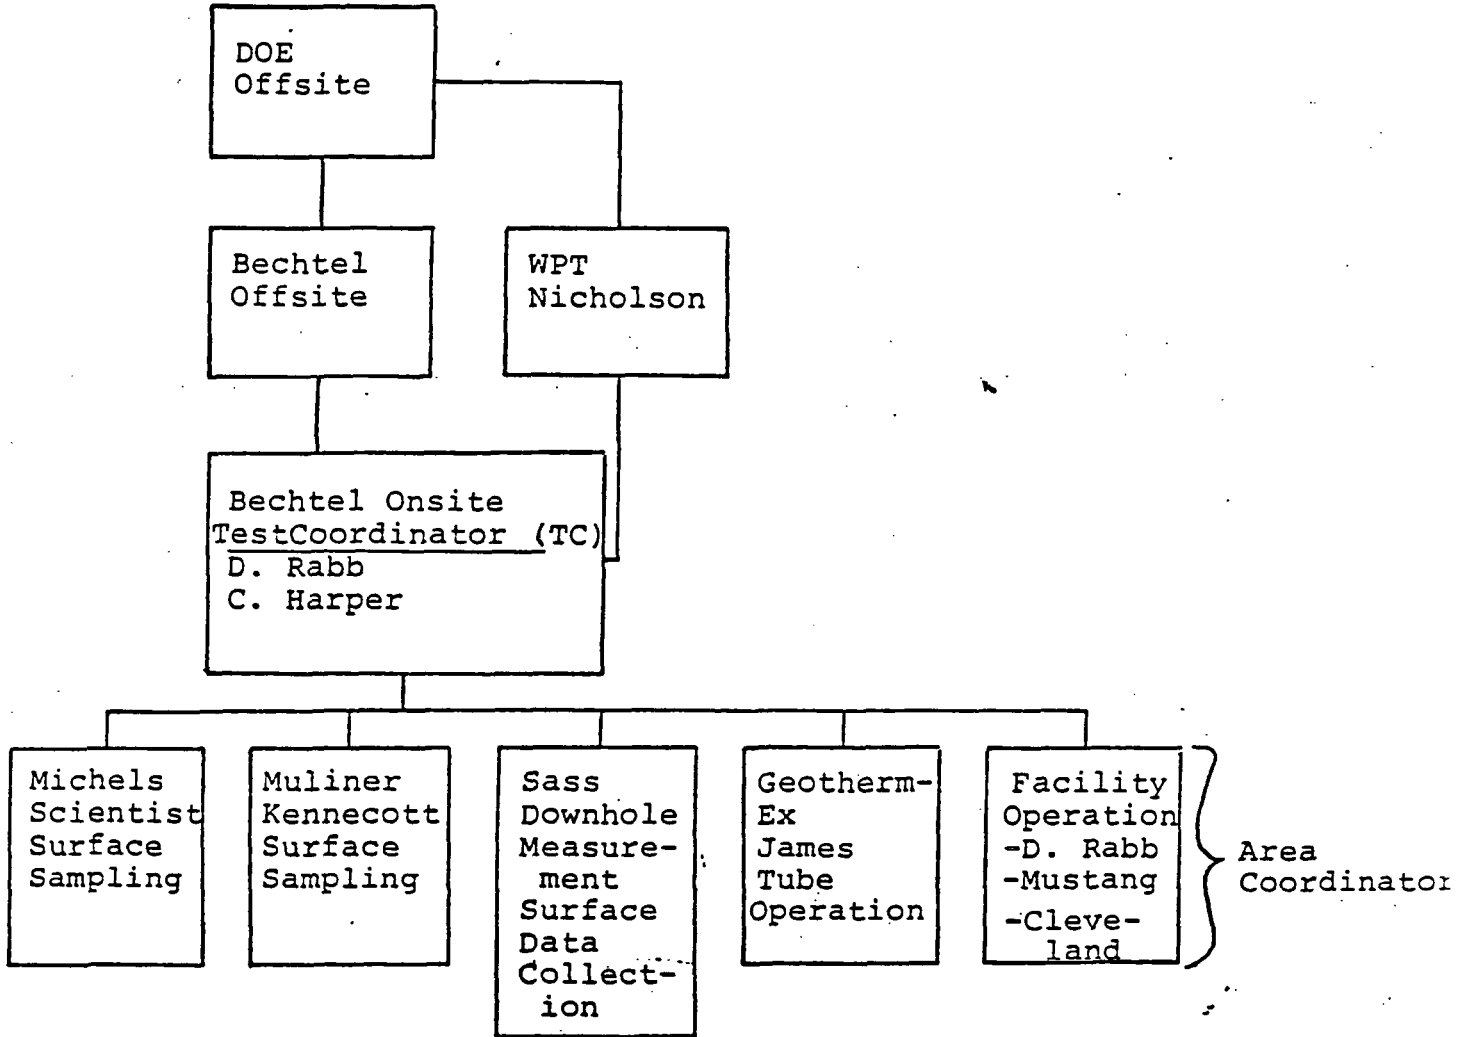 DOE
Offsite
Bechtel
Offsite
WPT
Nicholson
Bechtel Onsite
TestCoordinator (TC)
D. Rabb
C. Harper
Michels
Scientist
Surface
Sampling
Muliner
Kennecott
Surface
Sampling
Sass
Downhole
Measure-
ment
Surface
Data
Collect-
ion
Geotherm-
Ex
James
Tube
Operation
Facility
Operation
-D. Rabb
-Mustang
-Cleve-
land
Area
Coordinator